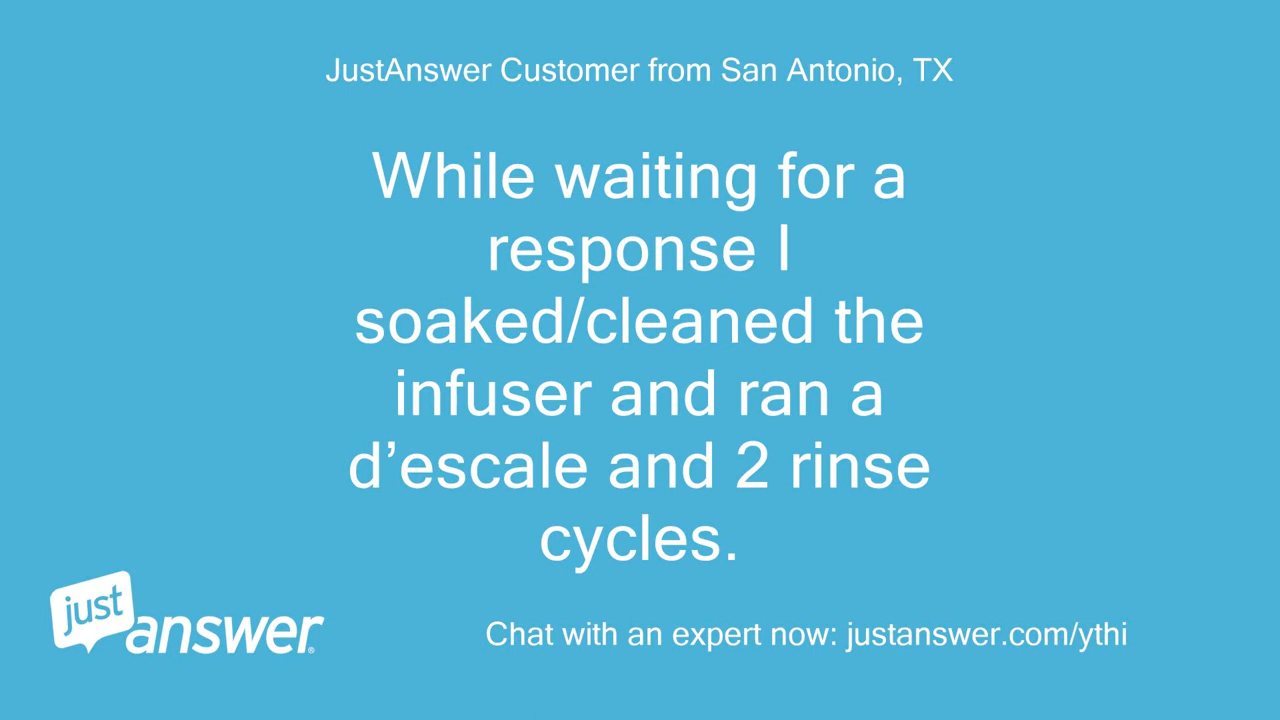 JustAnswer Customer from San Antonio, TX
While waiting for a
response I
soaked/cleaned the
infuser and ran a
d’escale and 2 rinse
cycles.
just
answer®
Chat with an expert now: justanswer.com/ythi